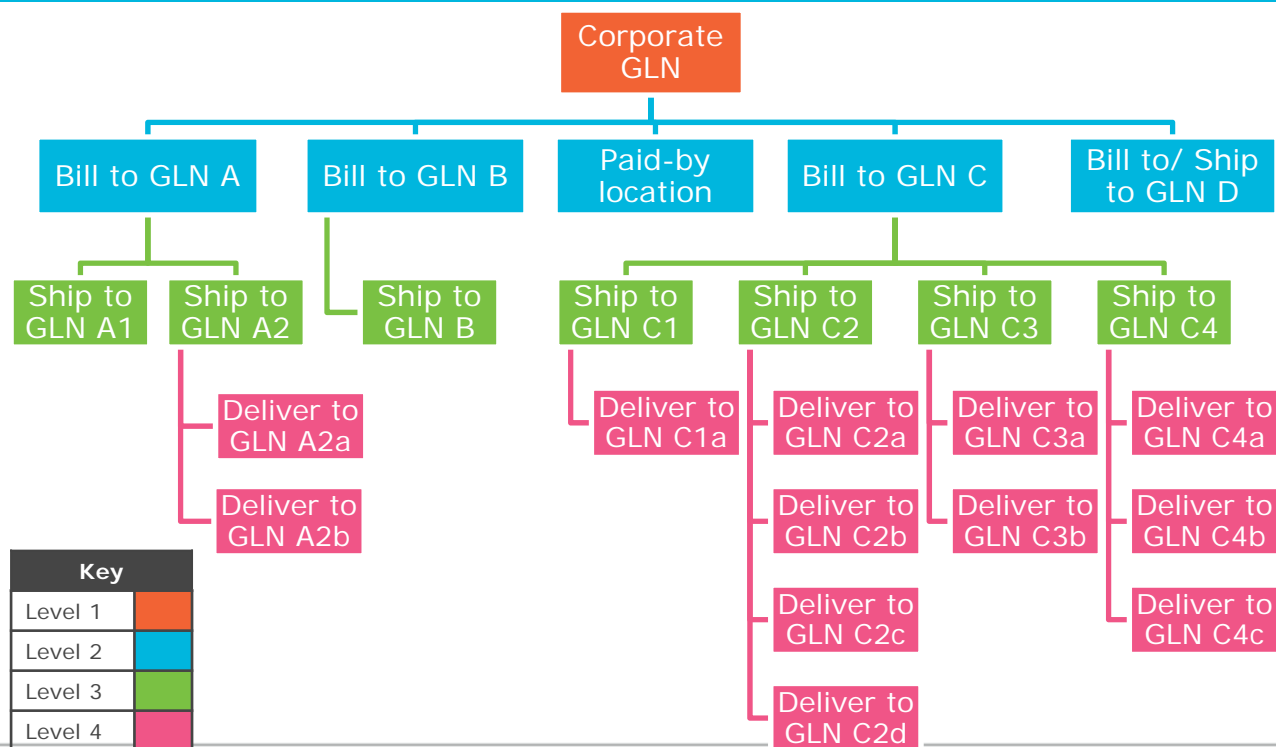 Corporate
GLN
Bill to GLN A
Bill to GLN B
Paid-by
location
Bill to GLN C
Bill to/ Ship
to GLN D
Ship to
GLN A1
Ship to
GLN A2
Ship to
GLN B
Ship to
GLN C1
Ship to
GLN C2
Ship to
GLN C3
Ship to
GLN C4
Deliver to
GLN A2a
Deliver to
GLN C1a
Deliver to
GLN C2a
Deliver to
GLN C3a
Deliver to
GLN C4a
Deliver to
GLN A2b
Deliver to
GLN C2b
Deliver to
GLN C3b
Deliver to
GLN C4b
Deliver to
GLN C2c
Deliver to
GLN C4c
Deliver to
GLN C2d
Key
Level 1
Level 2
Level 3
Level 4